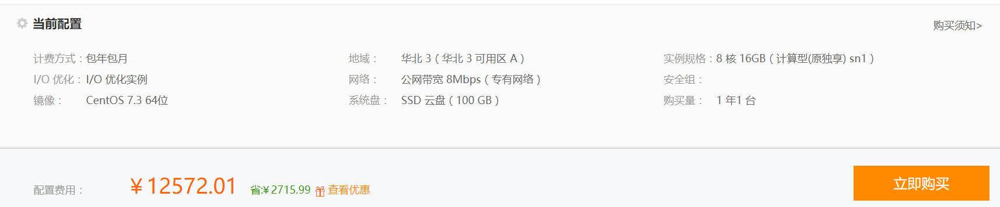 当前配置
购买须知>
计费方式：包年包月
地域： 华北 3（华北 3 可用区 A）
实例规格：8 核 16GB（计算型(原独享) sn1）
I/O 优化：I/O 优化实例
网络： 公网带宽 8Mbps（专有网络）
安全组：
镜像： CentOS 7.3 64位
系统盘： SSD 云盘（100 GB）
购买量： 1 年1 台
配置费用： ¥12572.01 省:¥2715.99 查看优惠
立即购买